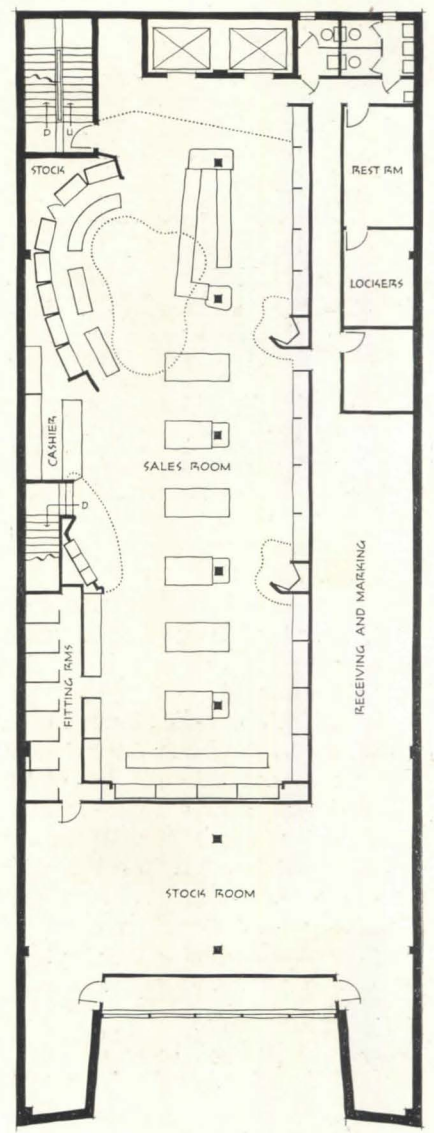 D
U
STOCK
REST RM
LOCKERS
CASHIER
SALES ROOM
D
RECEIVING AND MARKING
FITTING RMS
STOCK ROOM